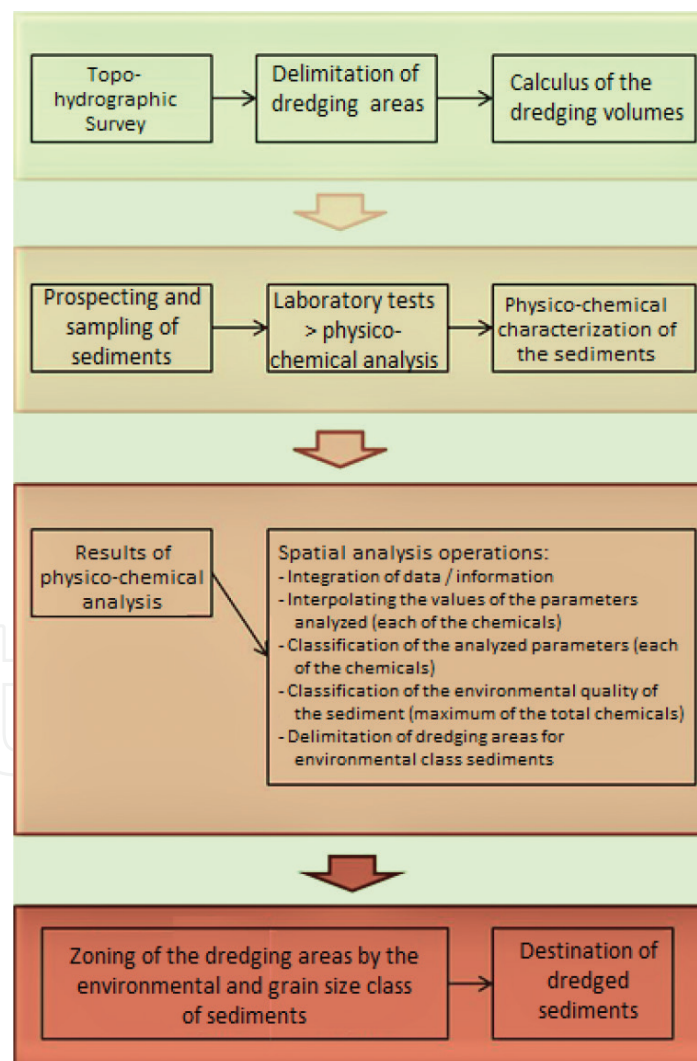 Topo-
hydrographic
Survey
Delimitation of
dredging areas
Calculus of the
dredging volumes
Prospecting and
sampling of
sediments
Laboratory tests
> physico-
chemical analysis
Physico-chemical
characterization of
the sediments
Results of
physico-chemical
analysis
Spatial analysis operations:
- Integration of data / information
- Interpolating the values of the parameters
analyzed (each of the chemicals)
- Classification of the analyzed parameters (each
of the chemicals)
- Classification of the environmental quality of
the sediment (maximum of the total chemicals)
- Delimitation of dredging areas for
environmental class sediments
Zoning of the dredging areas by the
environmental and grain size class
of sediments
Destination of
dredged
sediments